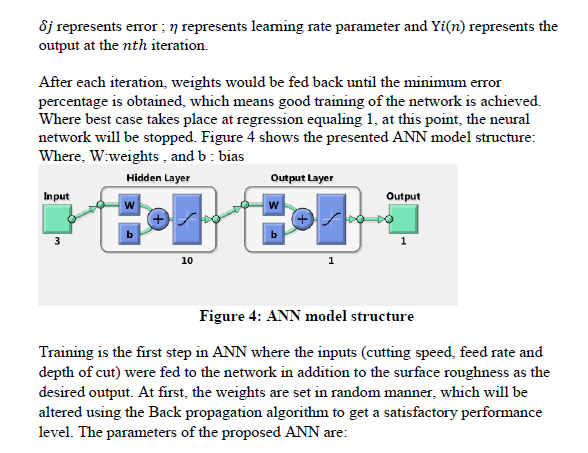 δj represents error ; η represents learning rate parameter and Yi(n) represents the
output at the nth iteration.
After each iteration, weights would be fed back until the minimum error
percentage is obtained, which means good training of the network is achieved.
Where best case takes place at regression equaling 1, at this point, the neural
network will be stopped. Figure 4 shows the presented ANN model structure:
Where, W:weights , and b : bias
Hidden Layer
Output Layer
Input
Output
W
b
+
W
b
+
3
10
1
1
Figure 4: ANN model structure
Training is the first step in ANN where the inputs (cutting speed, feed rate and
depth of cut) were fed to the network in addition to the surface roughness as the
desired output. At first, the weights are set in random manner, which will be
altered using the Back propagation algorithm to get a satisfactory performance
level. The parameters of the proposed ANN are: